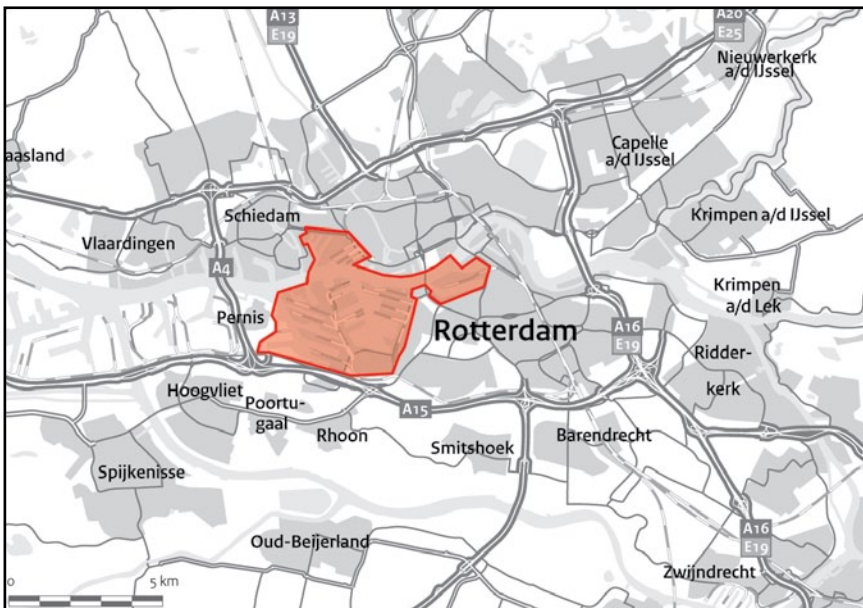 A13
E19
A20
E25
Nieuwerkerk
a/d IJssel
aasland
Capelle
a/d IJssel
Schiedam
Vlaardingen
Krimpen a/d IJssel
A4
Krimpen
a/d Lek
Pernis
Rotterdam
A16
E19
Ridder-
kerk
Hoogvliet
Poortu-
gaal
A15
Rhoon
Smitshoek
Barendrecht
Spijkenisse
Oud-Beijerland
A16
E19
Zwijndrecht
0
5 km